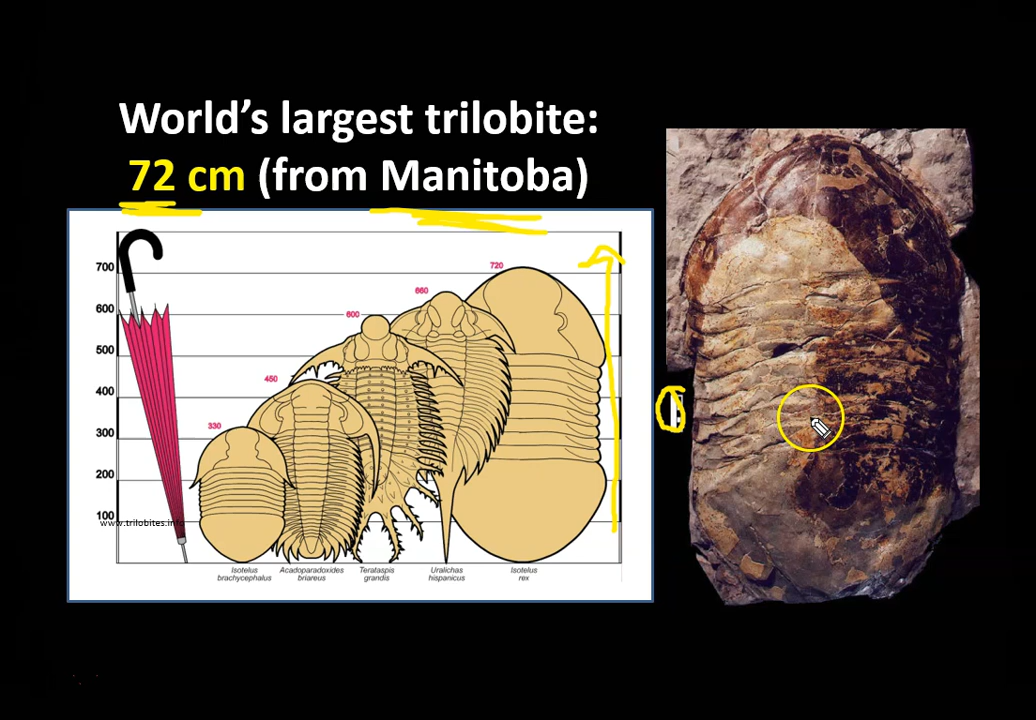 World's largest trilobite:
72 cm (from Manitoba)
700
600
500
400
300
200
100
330
450
600
660
720
www.trilobites.info
Isotelus
brachycephalus
Acadoparadoxides
briareus
Terataspis
grandis
Uralichas
hispanicus
Isotelus
rex